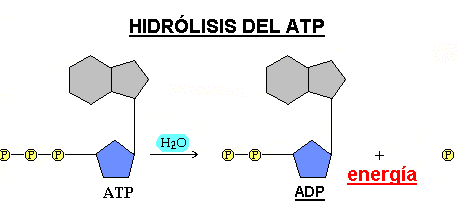 HIDRÓLISIS DEL ATP
P P P H₂O P P + P
energía
ATP ADP